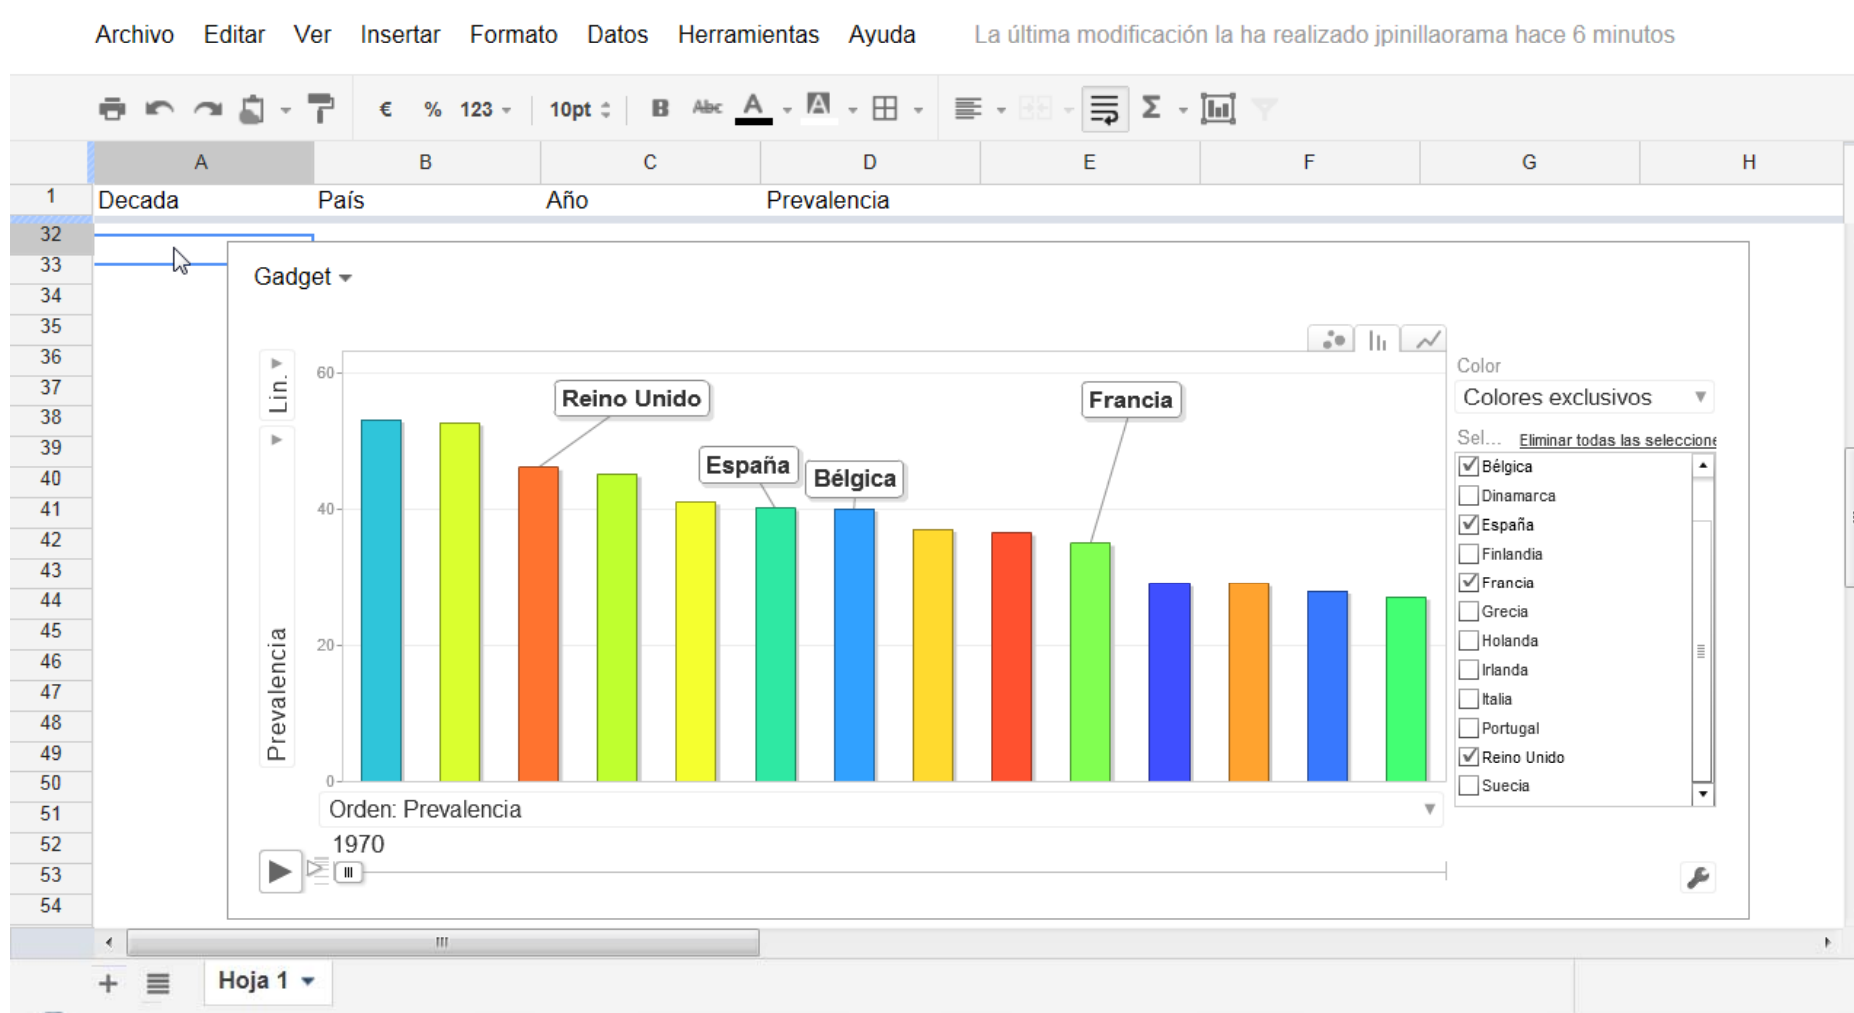 Archivo Editar Ver Insertar Formato Datos Herramientas Ayuda La última modificación la ha realizado jpinillaorama hace 6 minutos
€ % 123 10pt B Abc A A Σ
A B C D E F G H
1 Decada País Año Prevalencia
32
33
34
35
36
37
38
39
40
41
42
43
44
45
46
47
48
49
50
51
52
53
54
Gadget
Lin.
Prevalencia
60
40
20
0
Reino Unido
España
Bélgica
Francia
Orden: Prevalencia
1970
Color
Colores exclusivos
Sel... Eliminar todas las seleccione
Bélgica
Dinamarca
España
Finlandia
Francia
Grecia
Holanda
Irlanda
Italia
Portugal
Reino Unido
Suecia
Hoja 1